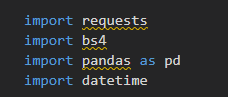 import requests
import bs4
import pandas as pd
import datetime